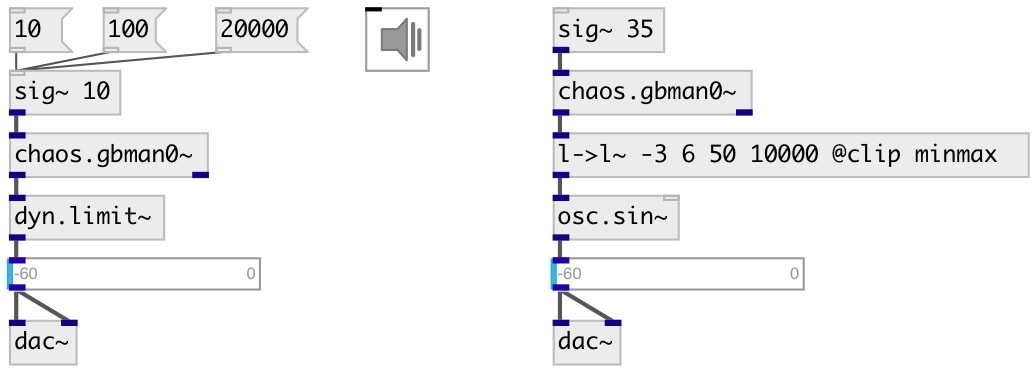 10
100
20000
sig~ 10
chaos.gbman0~
dyn.limit~
-60 0
dac~
sig~ 35
chaos.gbman0~
l->l~ -3 6 50 10000 @clip minmax
osc.sin~
-60 0
dac~